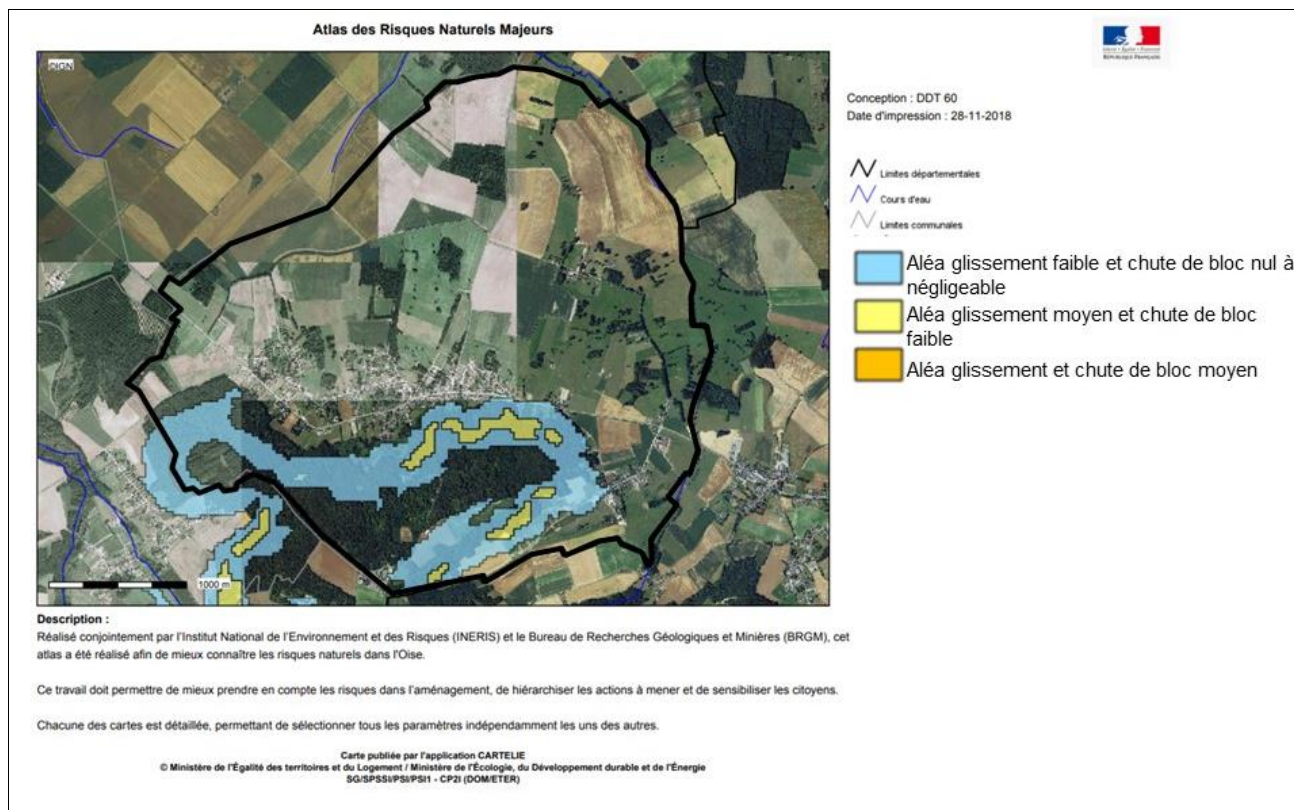 Atlas des Risques Naturels Majeurs
©IGN
RÉPUBLIQUE FRANÇAISE
Conception : DDT 60
Date d'impression : 28-11-2018
Limites départementales
Cours d'eau
Limites communales
Aléa glissement faible et chute de bloc nul à
négligeable
Aléa glissement moyen et chute de bloc
faible
Aléa glissement et chute de bloc moyen
1000 m
Description :
Réalisé conjointement par l'Institut National de l'Environnement et des Risques (INERIS) et le Bureau de Recherches Géologiques et Minières (BRGM), cet
atlas a été réalisé afin de mieux connaître les risques naturels dans l'Oise.
Ce travail doit permettre de mieux prendre en compte les risques dans l'aménagement, de hiérarchiser les actions à mener et de sensibiliser les citoyens.
Chacune des cartes est détaillée, permettant de sélectionner tous les paramètres indépendamment les uns des autres.
Carte publiée par l'application CARTELIE
© Ministère de l'Égalité des territoires et du Logement / Ministère de l'Écologie, du Développement durable et de l'Énergie
SG/SPSSI/PSI/PSI1 - CP2I (DOM/ETER)